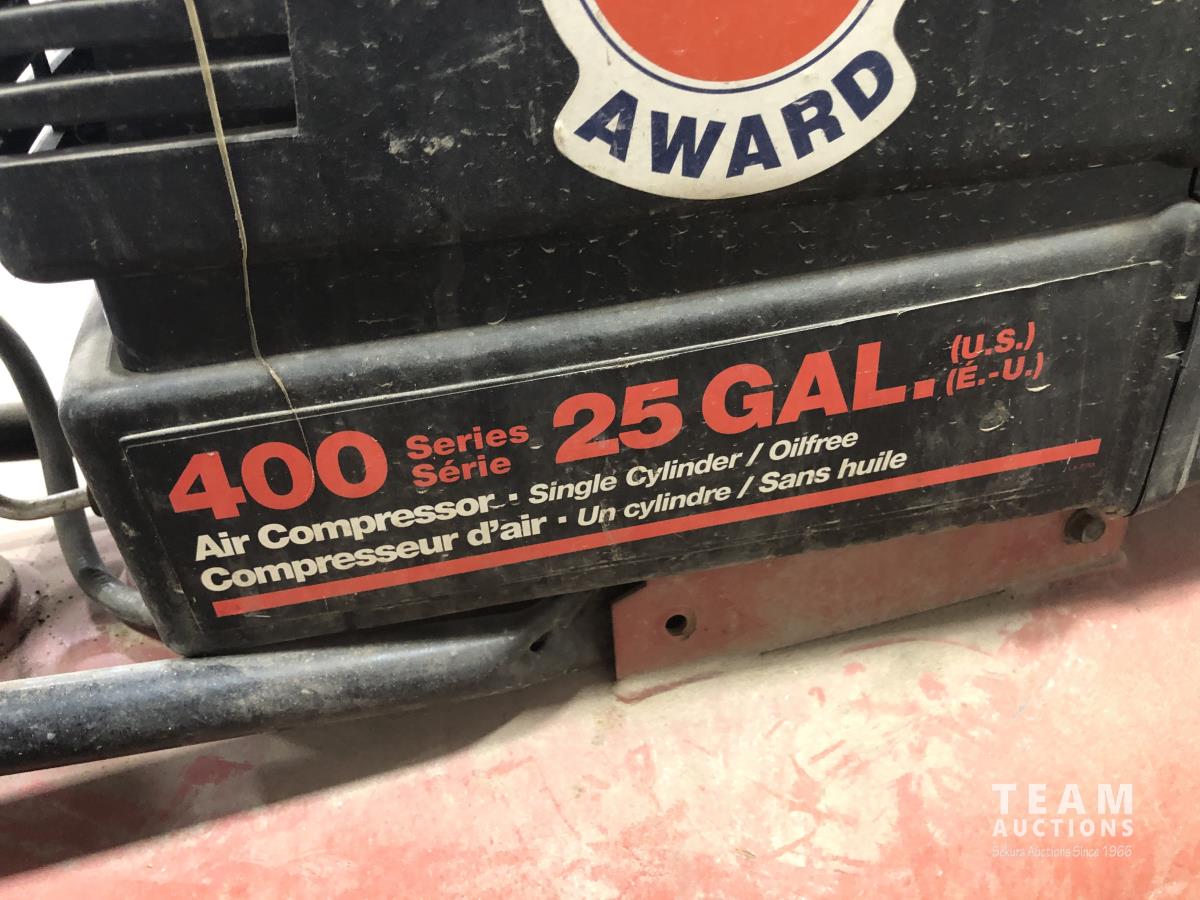 AWARD
400 Series 25 GAL. (U.S.)
Série (É.-U.)
Air Compressor · Single Cylinder / Oilfree
Compresseur d'air · Un cylindre / Sans huile
TEAM
AUCTIONS
Sekura Auctions Since 1966